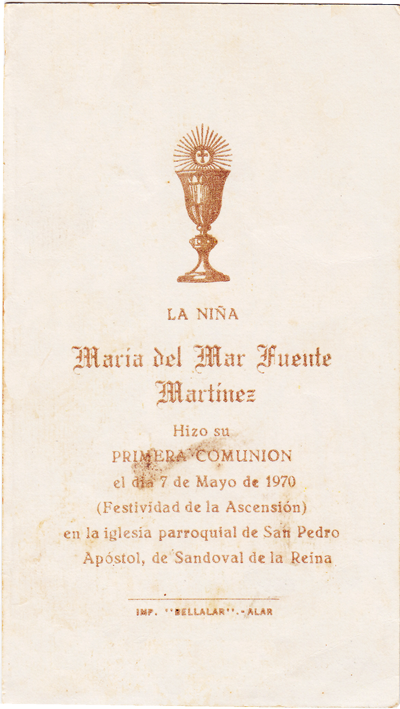 LA NIÑA
María del Mar Fuente
Martínez
Hizo su
PRIMERA COMUNION
el día 7 de Mayo de 1970
(Festividad de la Ascensión)
en la iglesia parroquial de San Pedro
Apóstol, de Sandoval de la Reina
IMP. "BELLALAR".-ALAR